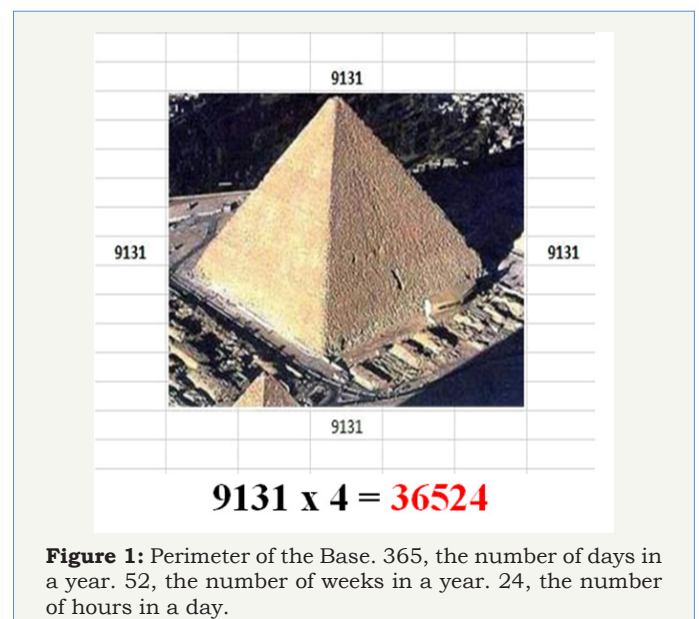 9131
9131
9131
9131
9131 x 4 = 36524
Figure 1: Perimeter of the Base. 365, the number of days in
a year. 52, the number of weeks in a year. 24, the number
of hours in a day.